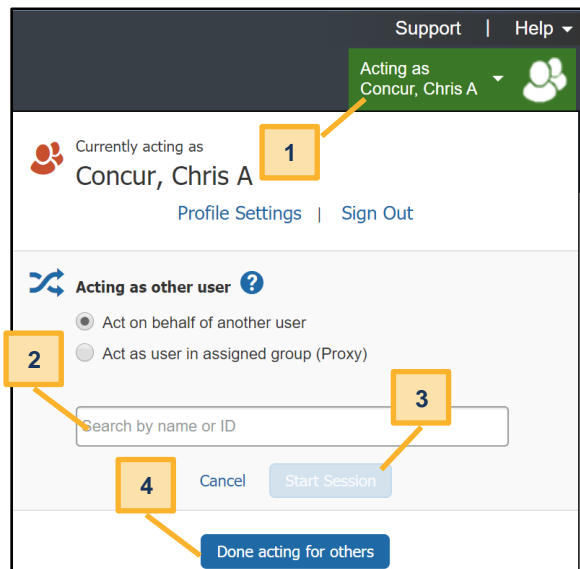 Support | Help
Acting as
Concur, Chris A
1
Currently acting as
Concur, Chris A
Profile Settings | Sign Out
Acting as other user ?
Act on behalf of another user
2
Act as user in assigned group (Proxy)
3
Search by name or ID
4
Cancel Start Session
Done acting for others